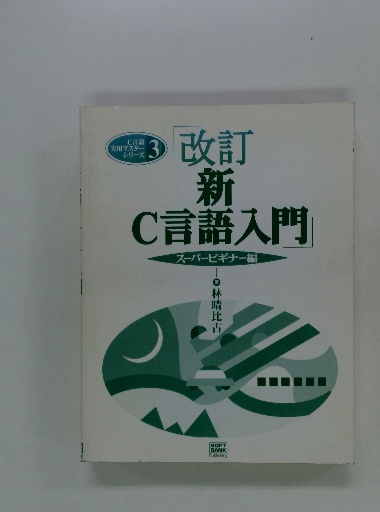 C言語
実用マスター
シリーズ
3
「改訂
新
C言語入門」
スーパービギナー編
著
林晴比古
SOFT
BANK
Publishing